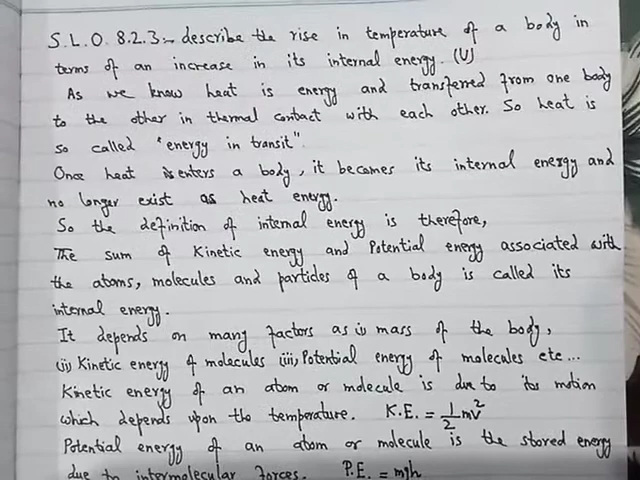 S.L.O. 8.2.3:- describe the rise in temperature of a body in
terms of an increase in its internal energy. (U)
As we know heat is energy and transferred from one body
to the other in thermal contact with each other. So heat is
so called "energy in transit".
Once heat enters a body, it becomes its internal energy and
no longer exist as heat energy.
So the definition of internal energy is therefore,
The sum of Kinetic energy and Potential energy associated with
the atoms, molecules and particles of a body is called its
internal energy.
It depends on many factors as (i) mass of the body,
(ii) Kinetic energy of molecules (iii) Potential energy of molecules etc...
Kinetic energy of an atom or molecule is due to its motion
which depends upon the temperature. K.E. = 1/2 mv²
Potential energy of an atom or molecule is the stored energy
due to intermolecular forces. P.E. = mgh